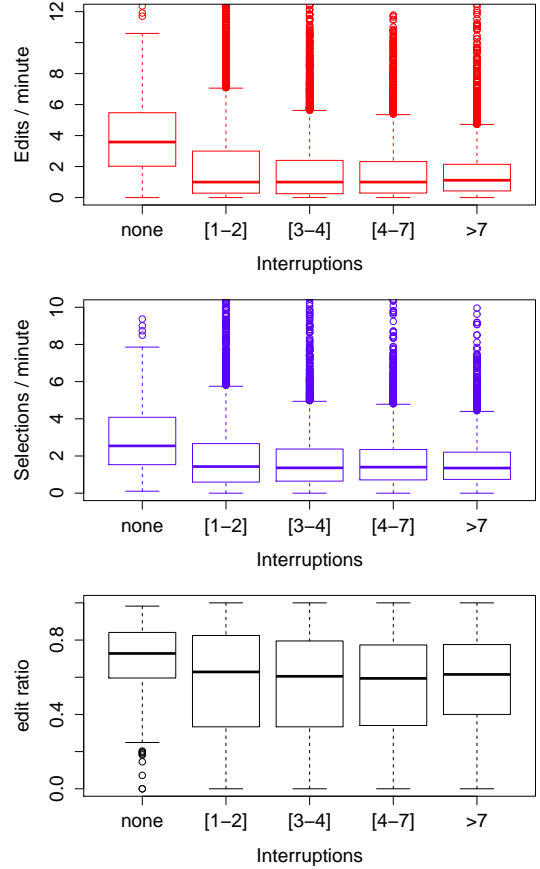 Edits / minute
12
10
8
6
4
2
0
none [1−2] [3−4] [4−7] >7
Interruptions
Selections / minute
10
8
6
4
2
0
none [1−2] [3−4] [4−7] >7
Interruptions
edit ratio
0.8
0.4
0.0
none [1−2] [3−4] [4−7] >7
Interruptions